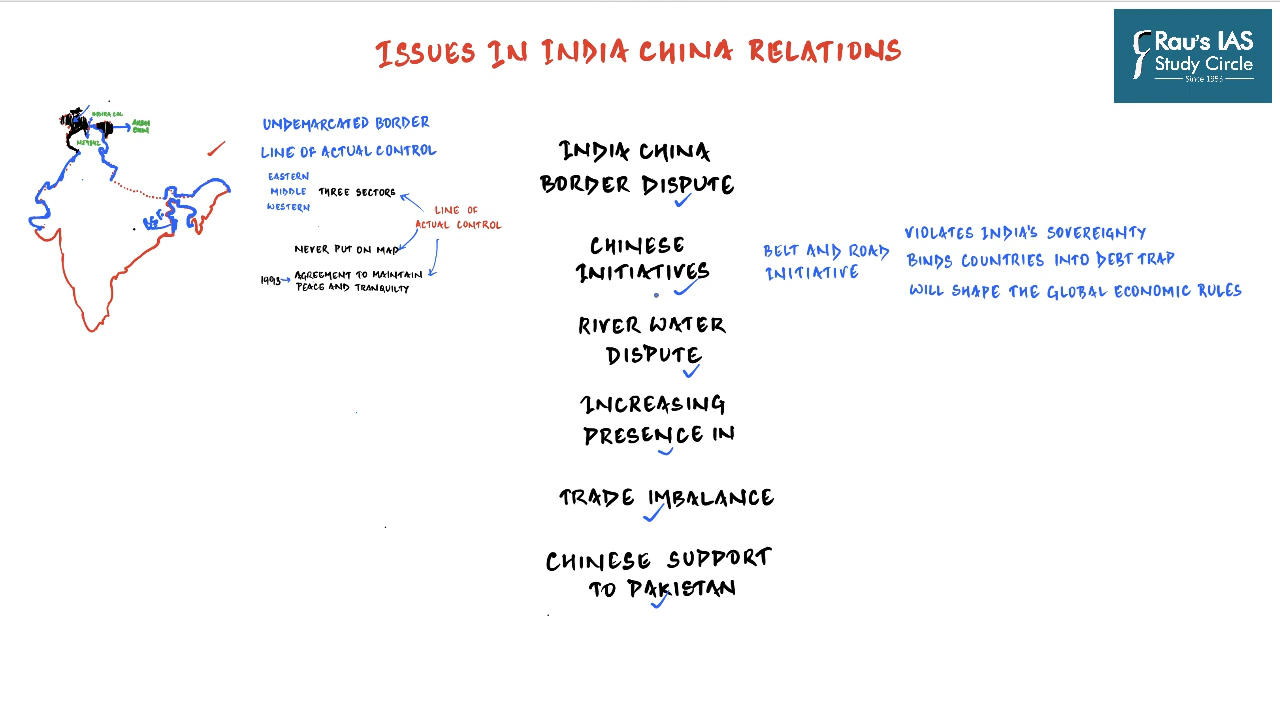 ISSUES IN INDIA CHINA RELATIONS
Rau's IAS
Study Circle
Since 1953
UNDEMARCATED BORDER
LINE OF ACTUAL CONTROL
EASTERN
MIDDLE
WESTERN
THREE SECTORS
LINE OF
ACTUAL CONTROL
NEVER PUT ON MAP
1993
AGREEMENT TO MAINTAIN
PEACE AND TRANQUILTY
INDIA CHINA
BORDER DISPUTE
CHINESE
INITIATIVES
BELT AND ROAD
INITIATIVE
VIOLATES INDIA'S SOVEREIGNTY
BINDS COUNTRIES INTO DEBT TRAP
WILL SHAPE THE GLOBAL ECONOMIC RULES
RIVER WATER
DISPUTE
INCREASING
PRESENCE IN
TRADE IMBALANCE
CHINESE SUPPORT
TO PAKISTAN